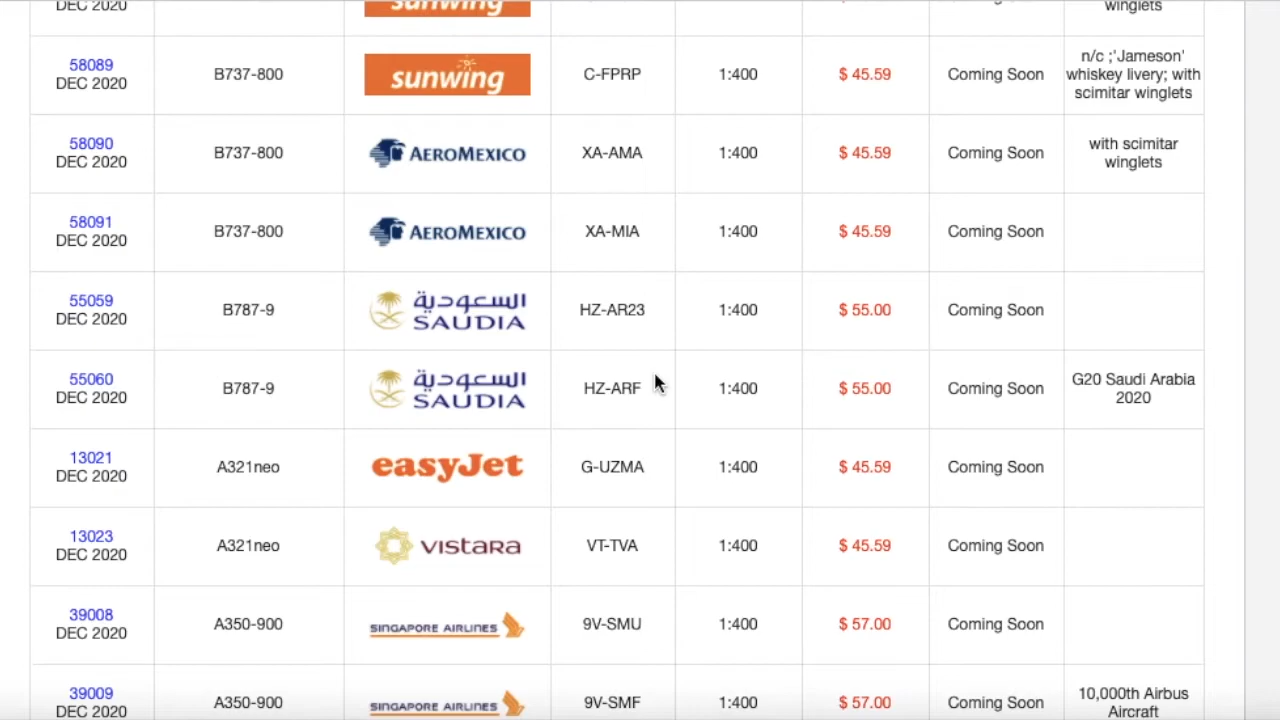 DEC 2020
sunwing
Coming Soon
winglets
58089
DEC 2020
B737-800
sunwing
C-FPRP
1:400
$ 45.59
Coming Soon
n/c ;'Jameson'
whiskey livery; with
scimitar winglets
58090
DEC 2020
B737-800
AEROMEXICO
XA-AMA
1:400
$ 45.59
Coming Soon
with scimitar
winglets
58091
DEC 2020
B737-800
AEROMEXICO
XA-MIA
1:400
$ 45.59
Coming Soon
55059
DEC 2020
B787-9
السعودية
SAUDIA
HZ-AR23
1:400
$ 55.00
Coming Soon
55060
DEC 2020
B787-9
السعودية
SAUDIA
HZ-ARF
1:400
$ 55.00
Coming Soon
G20 Saudi Arabia
2020
13021
DEC 2020
A321neo
easyJet
G-UZMA
1:400
$ 45.59
Coming Soon
13023
DEC 2020
A321neo
VISTARA
VT-TVA
1:400
$ 45.59
Coming Soon
39008
DEC 2020
A350-900
SINGAPORE AIRLINES
9V-SMU
1:400
$ 57.00
Coming Soon
39009
DEC 2020
A350-900
SINGAPORE AIRLINES
9V-SMF
1:400
$ 57.00
Coming Soon
10,000th Airbus
Aircraft